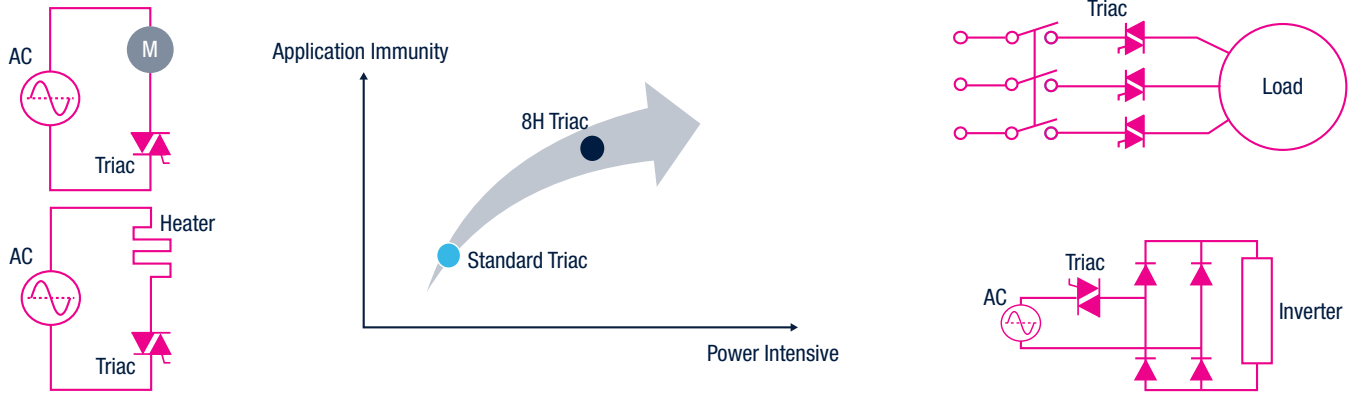 AC
M
Triac
Heater
AC
Triac
Application Immunity
8H Triac
Standard Triac
Power Intensive
Triac
Load
Triac
AC
Inverter